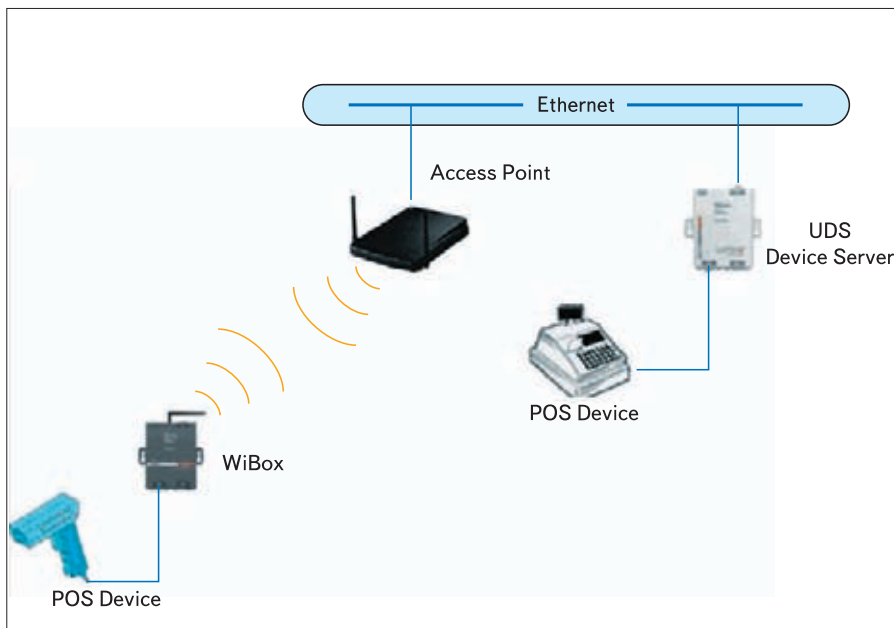 Ethernet
Access Point
UDS
Device Server
POS Device
WiBox
POS Device